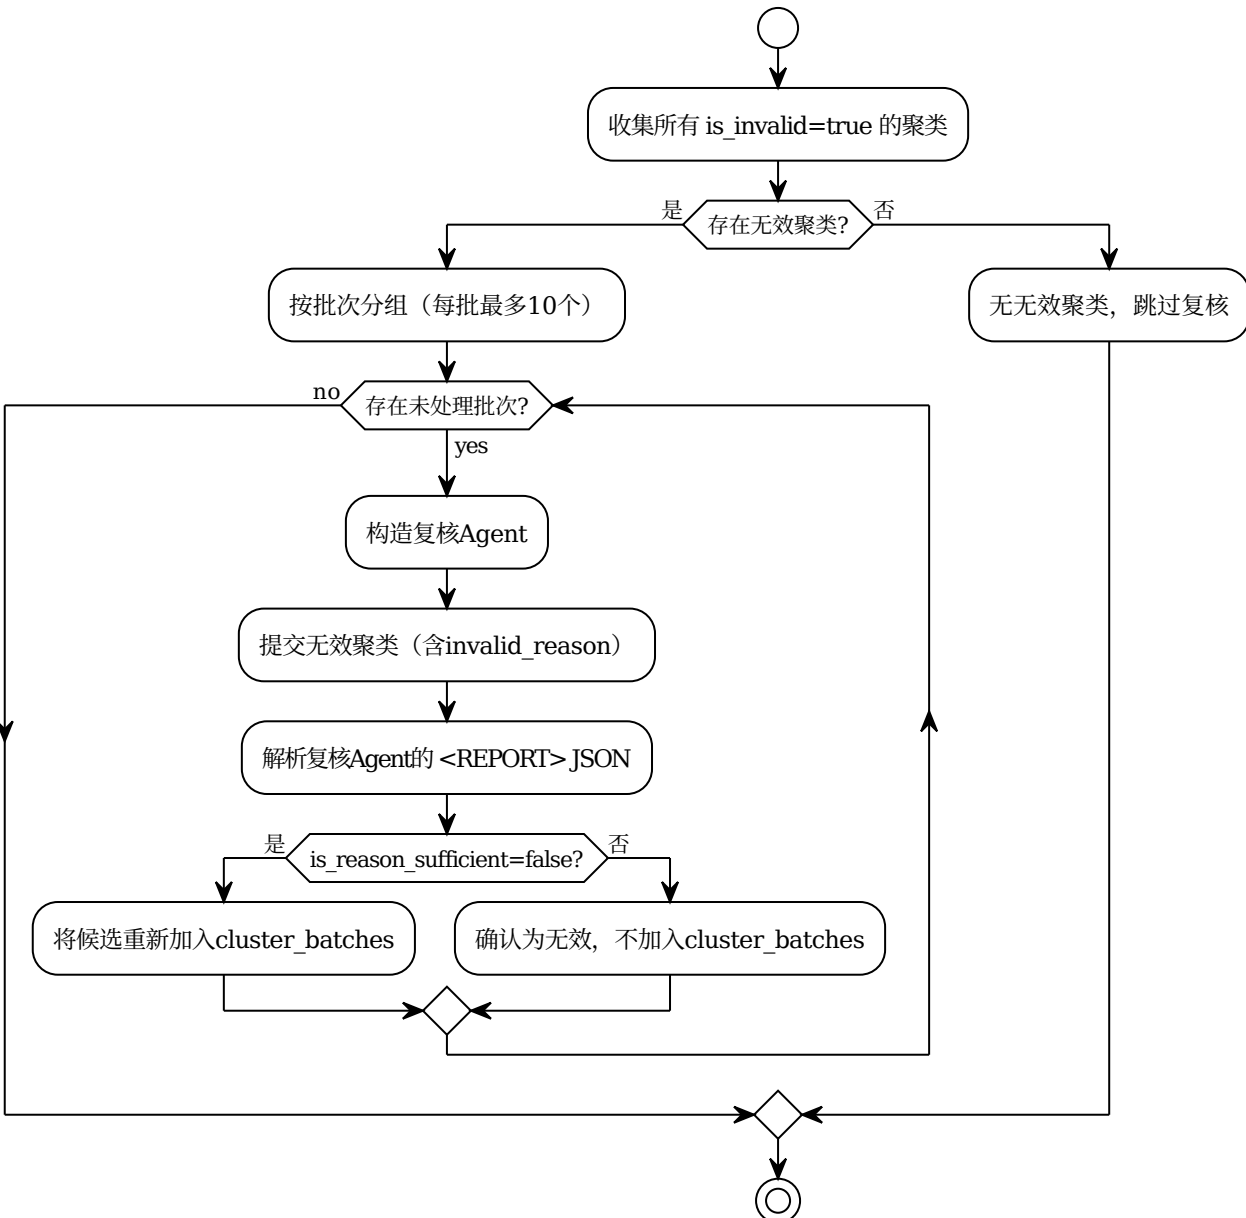 收集所有 is_invalid=true 的聚类
是
存在无效聚类?
否
按批次分组（每批最多10个）
无无效聚类，跳过复核
no
存在未处理批次?
yes
构造复核Agent
提交无效聚类（含invalid_reason）
解析复核Agent的 <REPORT> JSON
是
is_reason_sufficient=false?
否
将候选重新加入cluster_batches
确认为无效，不加入cluster_batches